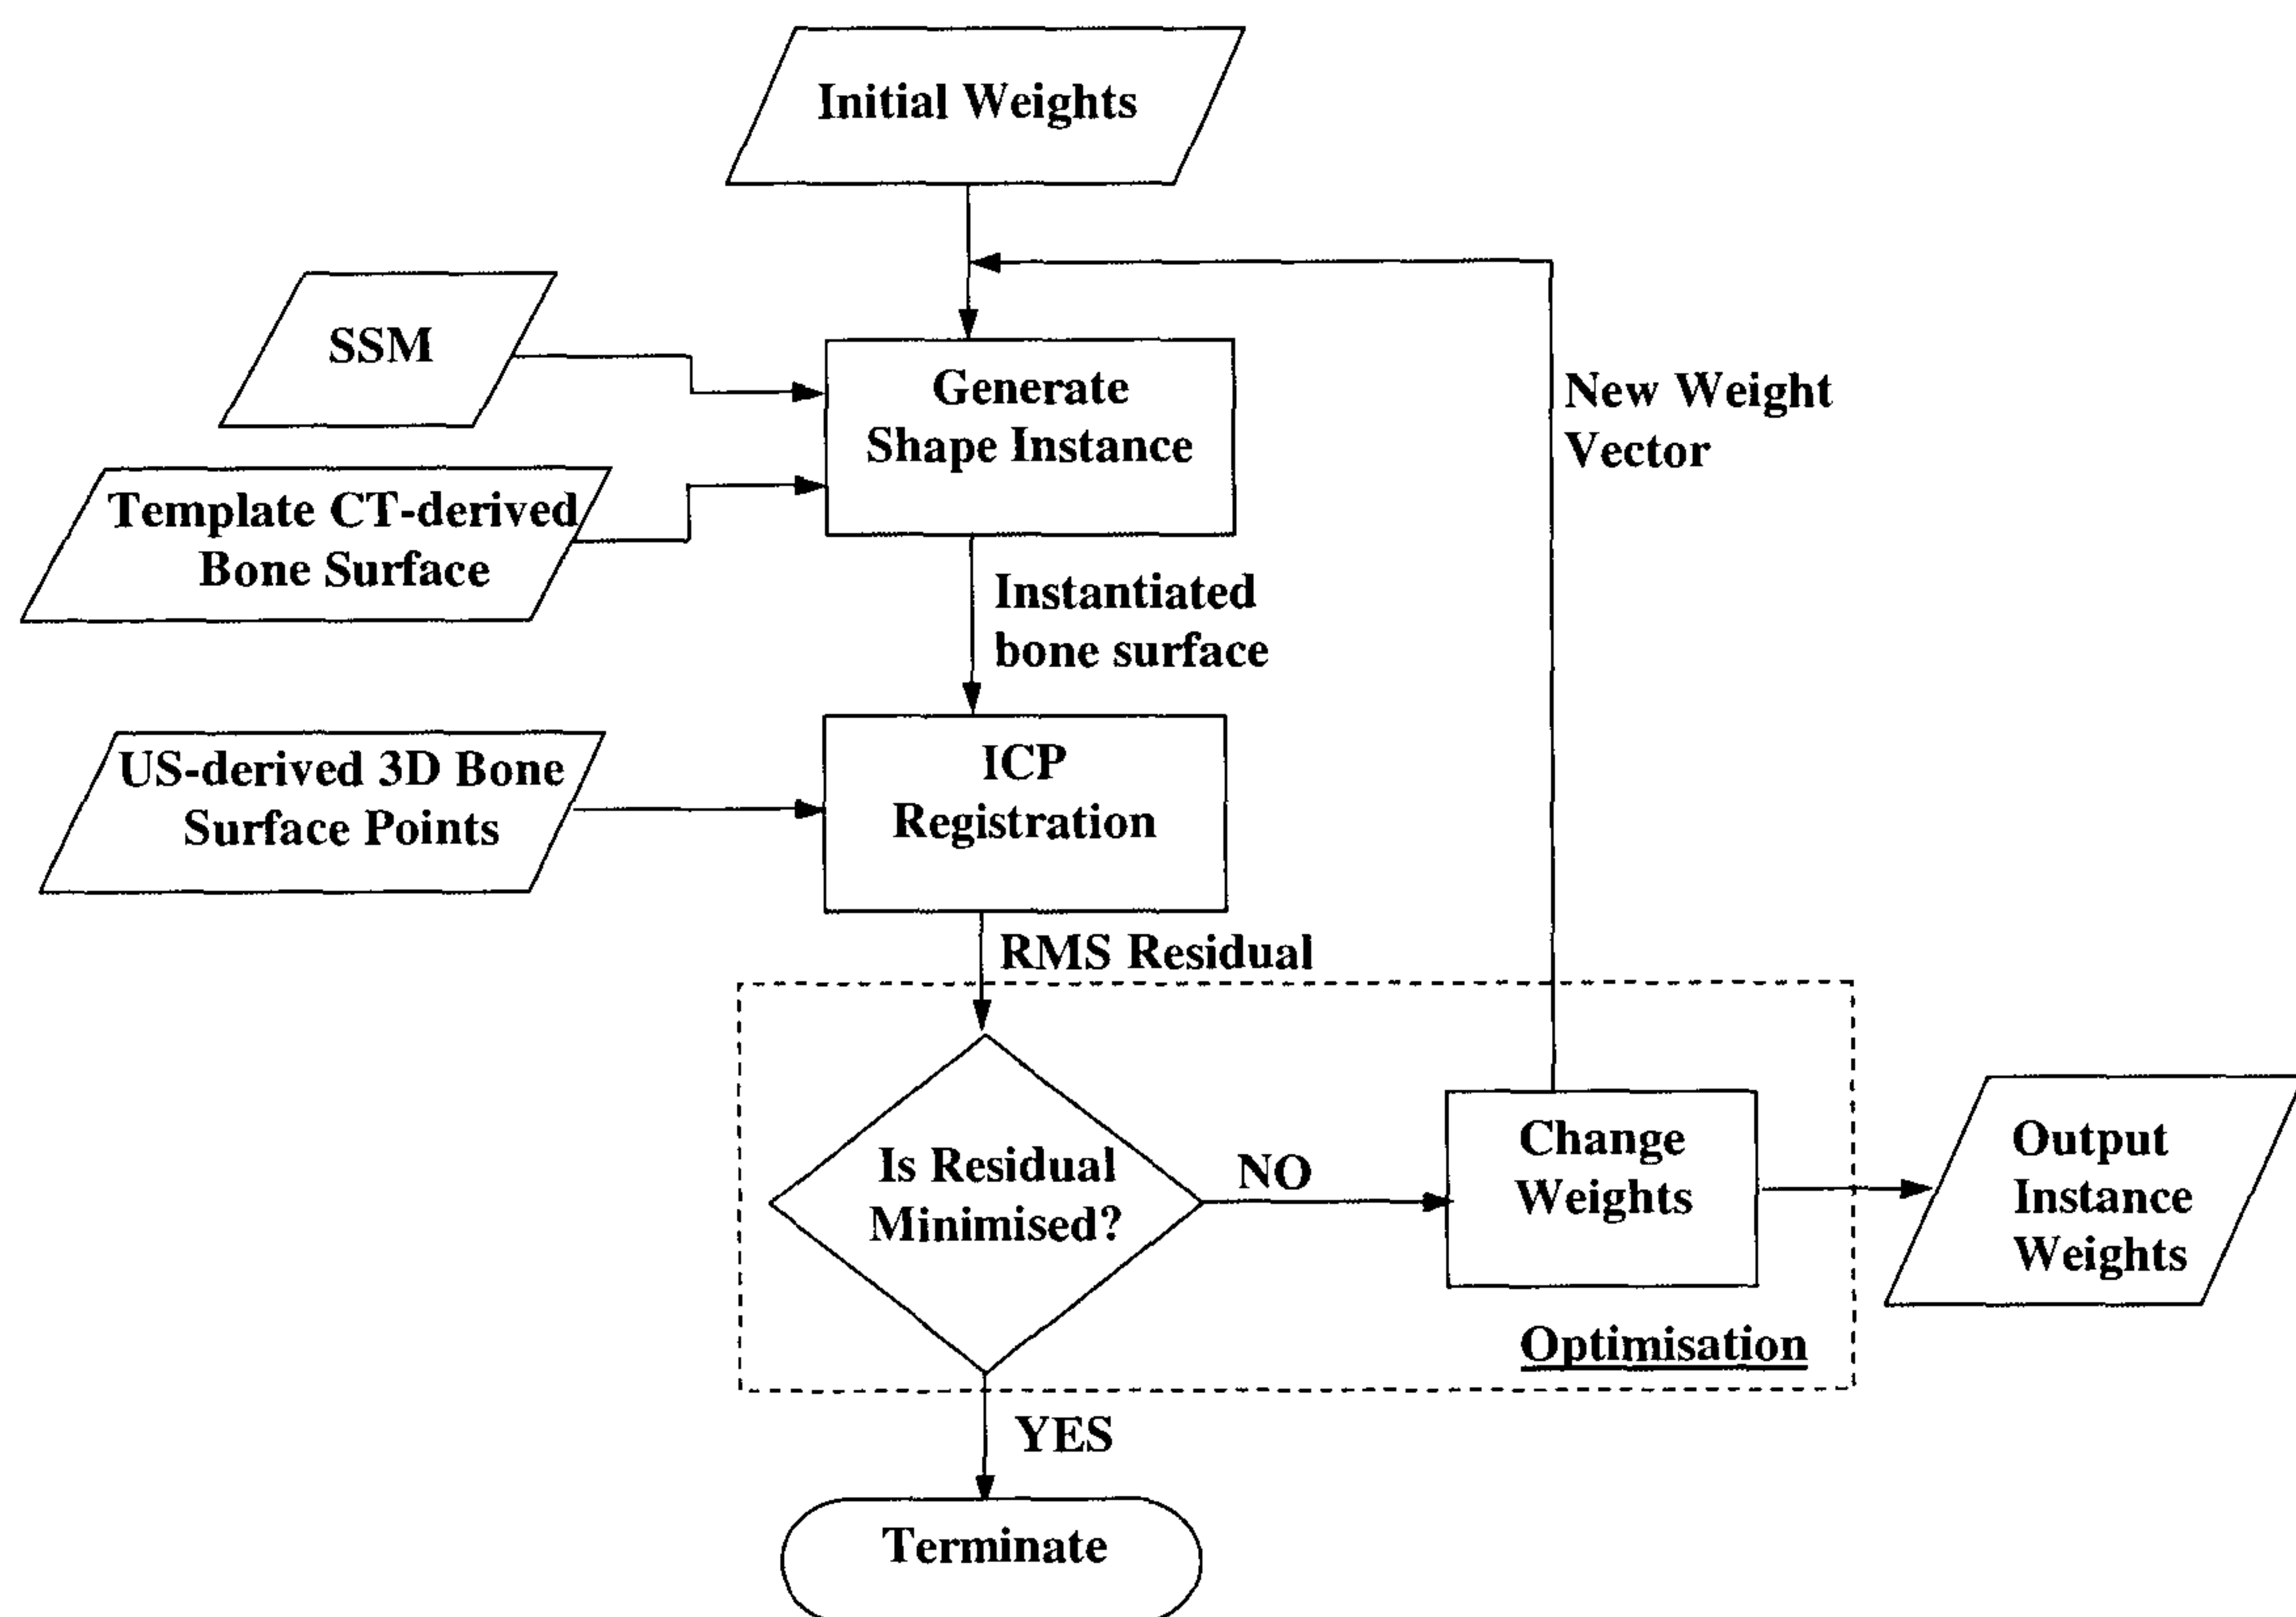 Initial Weights
SSM
Generate
Shape Instance
New Weight
Vector
Template CT-derived
Bone Surface
Instantiated
bone surface
US-derived 3D Bone
Surface Points
ICP
Registration
RMS Residual
Is Residual
Minimised?
NO
Change
Weights
Output
Instance
Weights
Optimisation
YES
Terminate